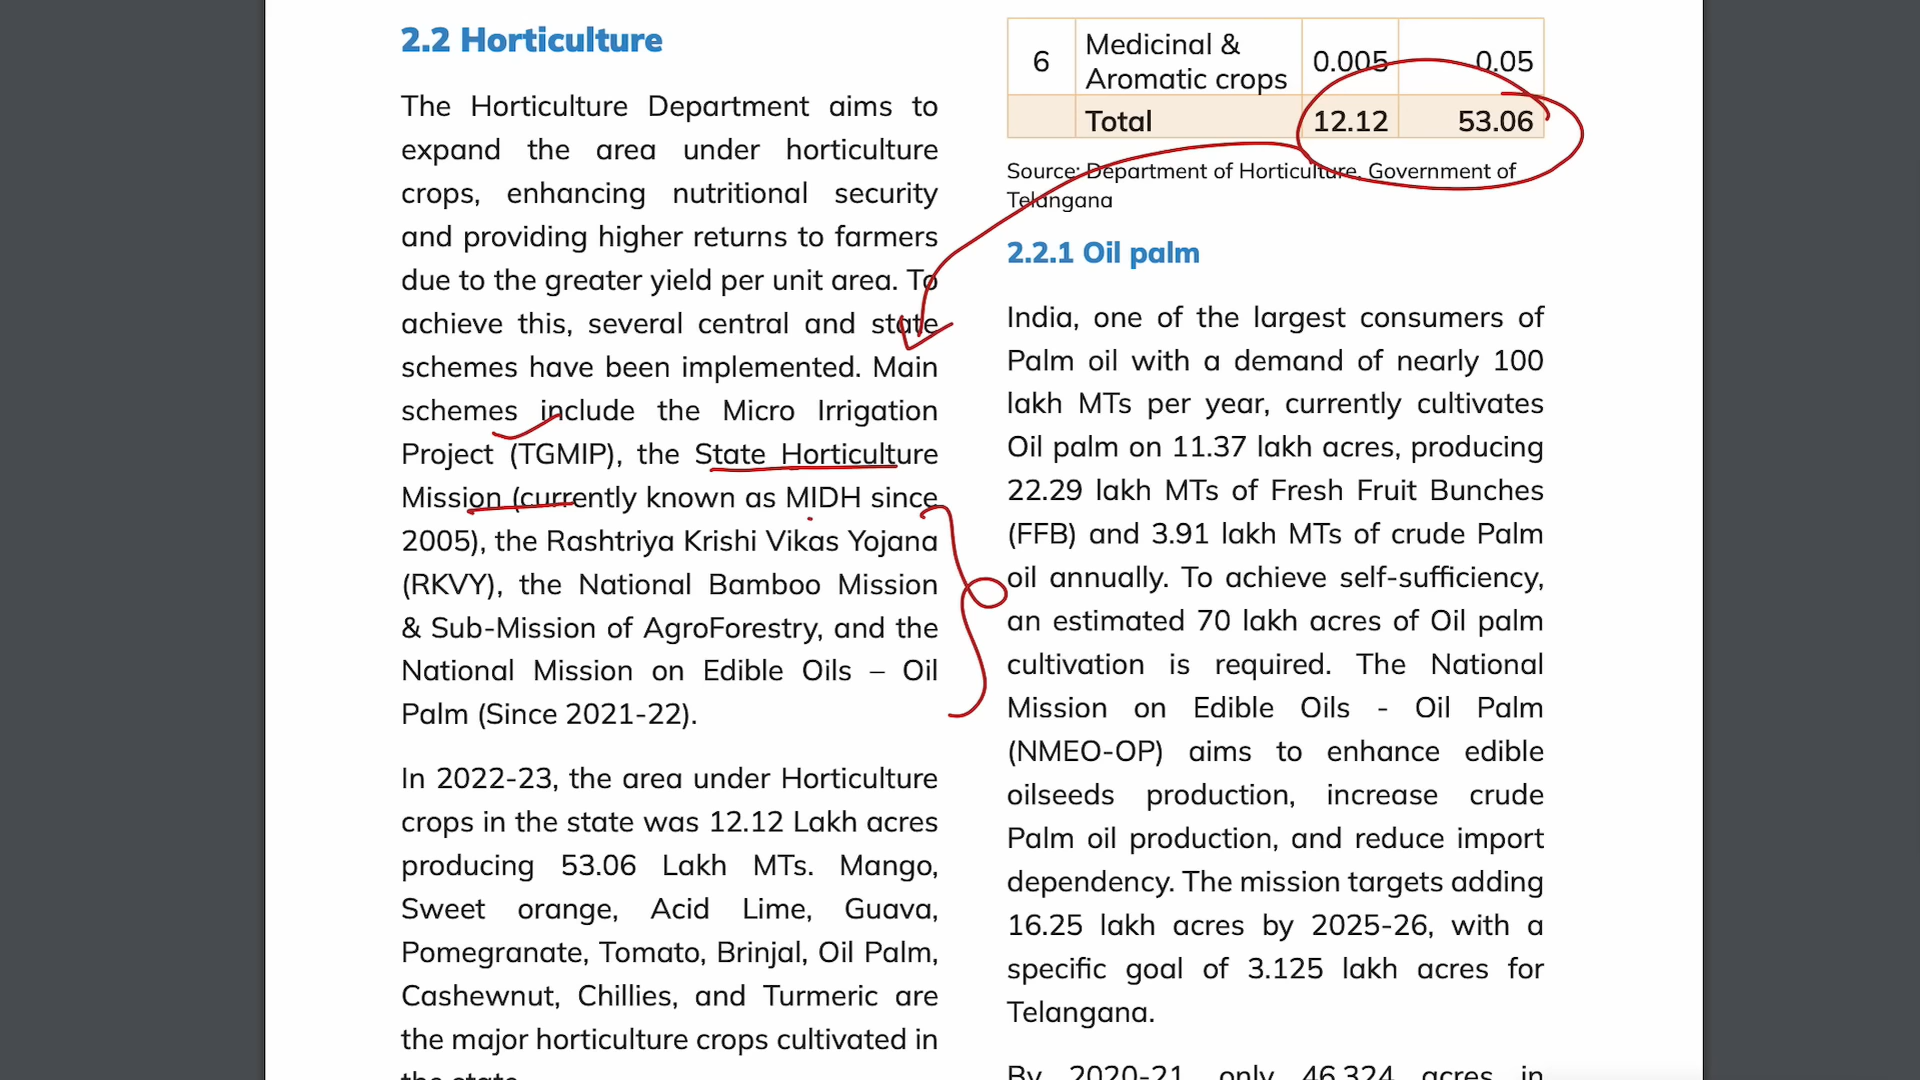 2.2 Horticulture
The Horticulture Department aims to
expand the area under horticulture
crops, enhancing nutritional security
and providing higher returns to farmers
due to the greater yield per unit area. To
achieve this, several central and state
schemes have been implemented. Main
schemes include the Micro Irrigation
Project (TGMIP), the State Horticulture
Mission (currently known as MIDH since
2005), the Rashtriya Krishi Vikas Yojana
(RKVY), the National Bamboo Mission
& Sub-Mission of AgroForestry, and the
National Mission on Edible Oils – Oil
Palm (Since 2021-22).
In 2022-23, the area under Horticulture
crops in the state was 12.12 Lakh acres
producing 53.06 Lakh MTs. Mango,
Sweet orange, Acid Lime, Guava,
Pomegranate, Tomato, Brinjal, Oil Palm,
Cashewnut, Chillies, and Turmeric are
the major horticulture crops cultivated in
the state
6 Medicinal & Aromatic crops 0.005 0.05
Total 12.12 53.06
Source: Department of Horticulture, Government of
Telangana
2.2.1 Oil palm
India, one of the largest consumers of
Palm oil with a demand of nearly 100
lakh MTs per year, currently cultivates
Oil palm on 11.37 lakh acres, producing
22.29 lakh MTs of Fresh Fruit Bunches
(FFB) and 3.91 lakh MTs of crude Palm
oil annually. To achieve self-sufficiency,
an estimated 70 lakh acres of Oil palm
cultivation is required. The National
Mission on Edible Oils - Oil Palm
(NMEO-OP) aims to enhance edible
oilseeds production, increase crude
Palm oil production, and reduce import
dependency. The mission targets adding
16.25 lakh acres by 2025-26, with a
specific goal of 3.125 lakh acres for
Telangana.
By 2020-21, only 46,324 acres in